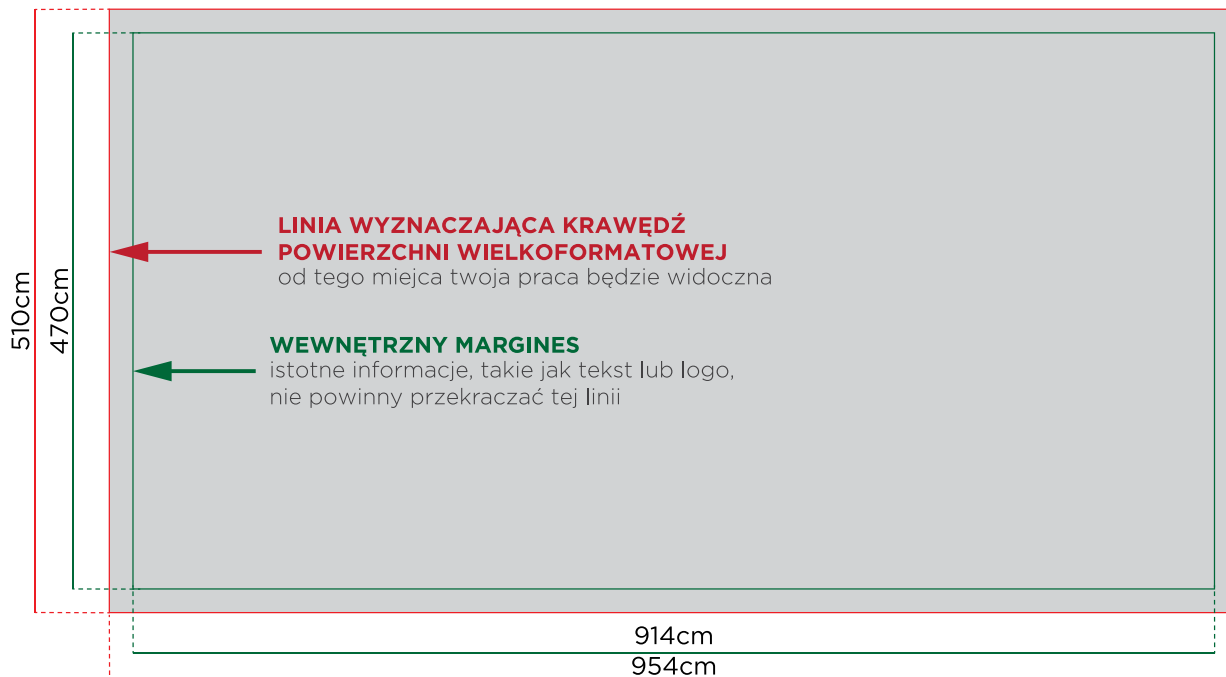 LINIA WYZNACZAJĄCA KRAWĘDŹ
POWIERZCHNI WIELKOFORMATOWEJ
od tego miejca twoja praca będzie widoczna
WEWNĘTRZNY MARGINES
istotne informacje, takie jak tekst lub logo,
nie powinny przekraczać tej linii
510cm
470cm
914cm
954cm